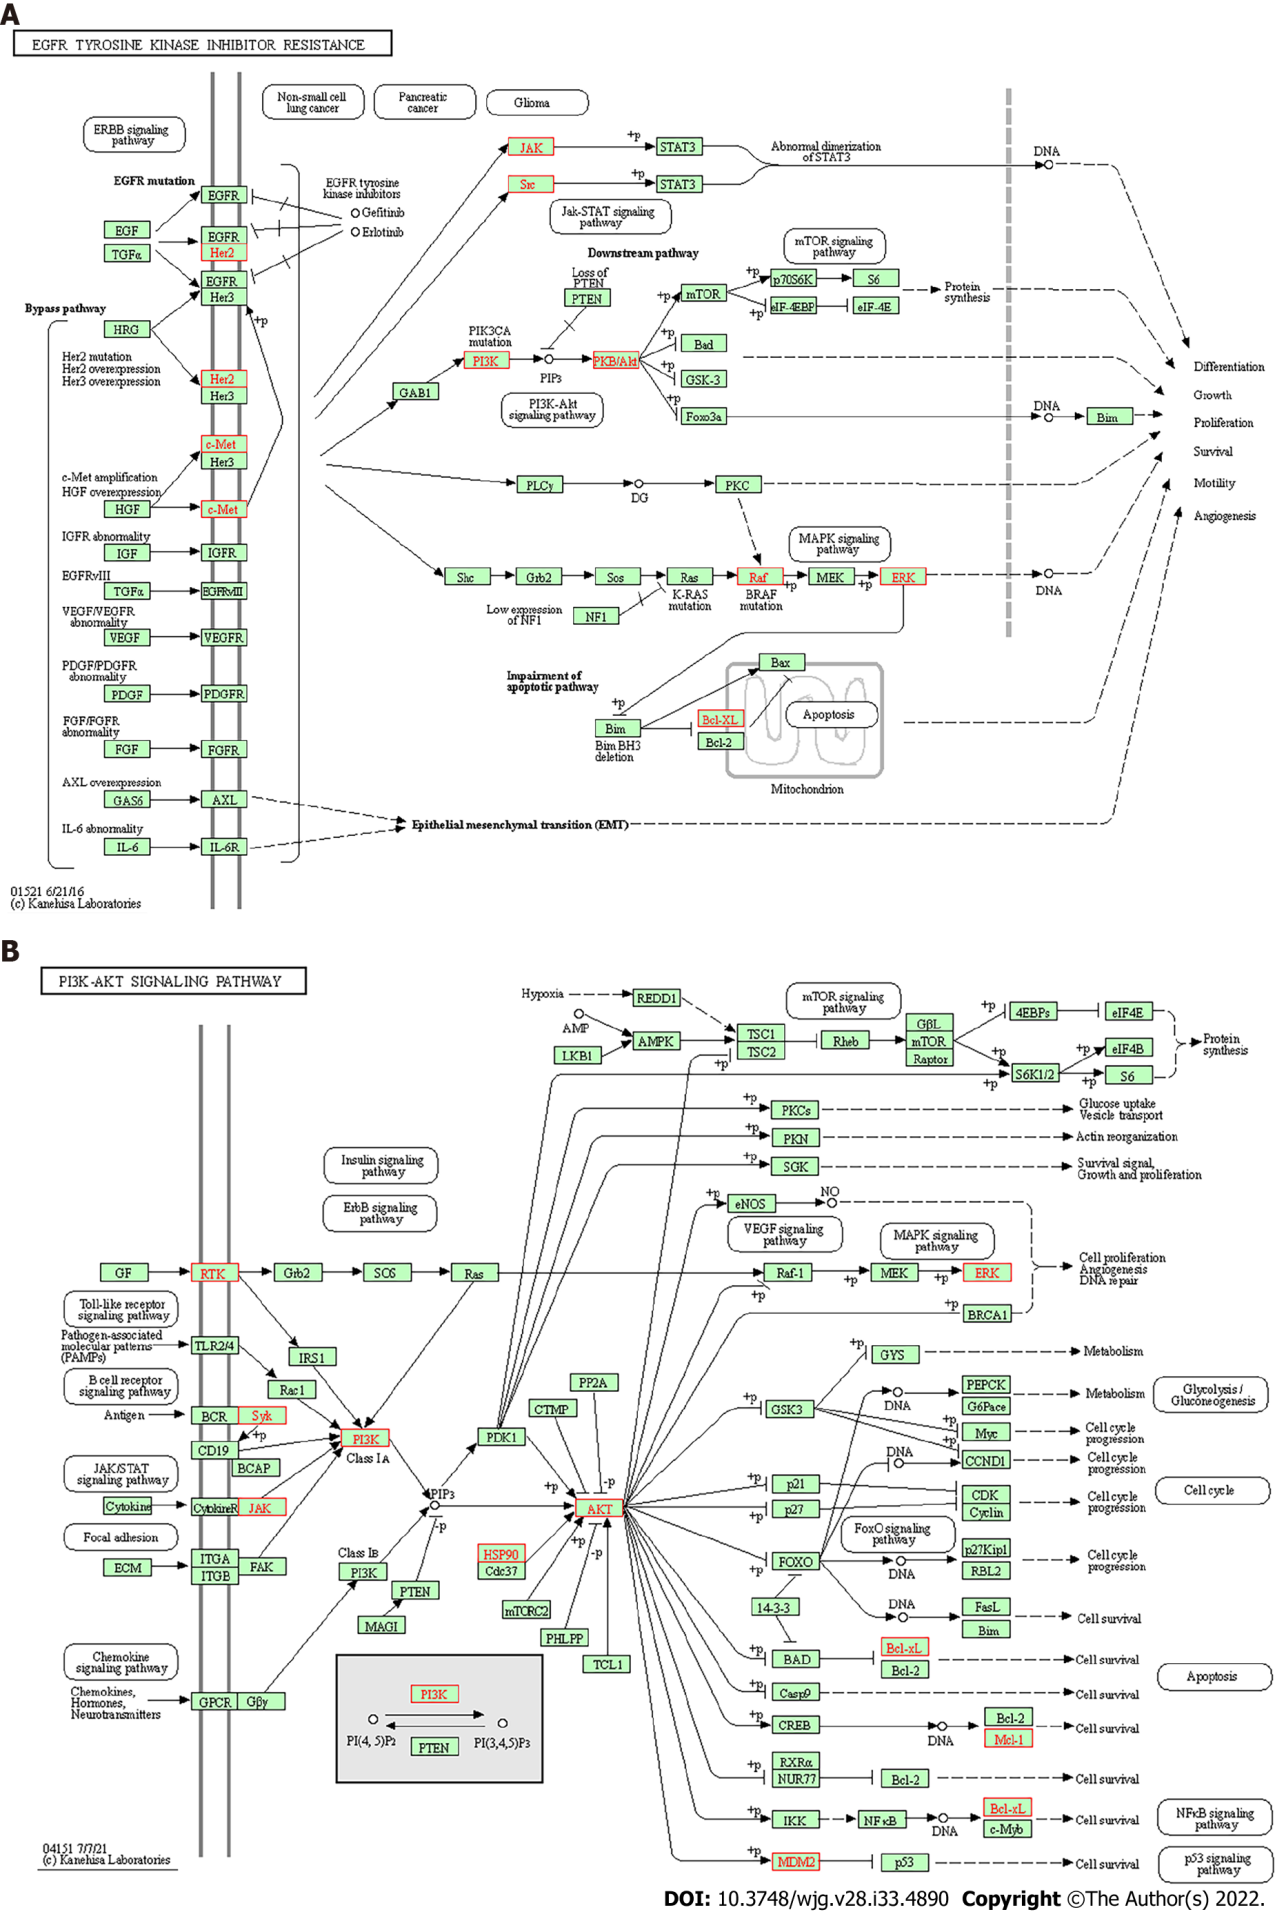 A
EGFR TYROSINE KINASE INHIBITOR RESISTANCE
Non-small cell
lung cancer
Pancreatic
cancer
Glioma
ERBB signaling
pathway
EGFR mutation
EGFR
EGFR tyrosine
kinase inhibitors
Gefitinib
Erlotinib
EGF
TGFα
EGFR
Her2
EGFR
Her3
+p
Bypass pathway
HRG
Her2 mutation
Her2 overexpression
Her3 overexpression
Her2
Her3
c-Met
Her3
c-Met amplification
HGF overexpression
HGF
c-Met
IGFR abnormality
IGF
IGFR
EGFRvIII
TGFα
EGFRvIII
VEGF/VEGFR
abnormality
VEGF
VEGFR
PDGF/PDGFR
abnormality
PDGF
PDGFR
FGF/FGFR
abnormality
FGF
FGFR
AXL overexpression
GAS6
AXL
IL-6 abnormality
IL-6
IL-6R
JAK
+p
STAT3
Src
+p
STAT3
Abnormal dimerization
of STAT3
DNA
Jak-STAT signaling
pathway
Downstream pathway
mTOR signaling
pathway
Loss of
PTEN
PTEN
+p
mTOR
+p
p70S6K
S6
+p
eIF-4EBP
eIF-4E
Protein
synthesis
PIK3CA
mutation
PI3K
PIP3
PKB/Akt
+p
Bad
+p
GSK-3
+p
Foxo3a
DNA
Bim
GAB1
PI3K-Akt
signaling pathway
PLCγ
DG
PKC
MAPK signaling
pathway
Shc
Grb2
Sos
Ras
Raf
+p
MEK
+p
ERK
DNA
K-RAS
mutation
BRAF
mutation
Low expression
of NF1
NF1
Differentiation
Growth
Proliferation
Survival
Motility
Angiogenesis
Impairment of
apoptotic pathway
+p
Bim
Bim BH3
deletion
Bax
Bcl-XL
Bcl-2
Apoptosis
Mitochondrion
Epithelial mesenchymal transition (EMT)
01521 6/21/16
(c) Kanehisa Laboratories
B
PI3K-AKT SIGNALING PATHWAY
Hypoxia
REDD1
AMP
LKB1
AMPK
TSC1
TSC2
+p
Rheb
mTOR signaling
pathway
GβL
mTOR
Raptor
+p
4EBPs
eIF4E
+p
+p
S6K1/2
+p
eIF4B
+p
S6
Protein
synthesis
+p
PKCs
Glucose uptake
Vesicle transport
+p
PKN
Actin reorganization
+p
SGK
Survival signal,
Growth and proliferation
Insulin signaling
pathway
ErbB signaling
pathway
+p
eNOS
NO
VEGF signaling
pathway
MAPK signaling
pathway
GF
RTK
Grb2
SOS
Ras
Raf-1
+p
+p
MEK
+p
ERK
Cell proliferation
Angiogenesis
DNA repair
+p
BRCA1
Toll-like receptor
signaling pathway
Pathogen-associated
molecular patterns
(PAMPs)
TLR2/4
IRS1
Rac1
B cell receptor
signaling pathway
Antigen
BCR
Syk
+p
CD19
BCAP
PI3K
Class IA
JAK/STAT
signaling pathway
Cytokine
CytokineR
JAK
Focal adhesion
ECM
ITGA
ITGB
FAK
Chemokine
signaling pathway
Chemokines,
Hormones,
Neurotransmitters
GPCR
Gβγ
Class IB
PI3K
PIP3
-p
PTEN
MAGI
PDK1
CTMP
PP2A
+p
-p
AKT
HSP90
Cdc37
+p
-p
mTORC2
PHLPP
TCL1
PI3K
PI(4, 5)P2
PI(3,4,5)P3
PTEN
+p
GYS
Metabolism
+p
GSK3
DNA
PEPCK
G6Pace
Metabolism
Glycolysis /
Gluconeogenesis
+p
Myc
Cell cycle
progression
+p
DNA
CCND1
Cell cycle
progression
+p
p21
+p
p27
CDK
Cyclin
Cell cycle
progression
Cell cycle
FoxO signaling
pathway
+p
FOXO
DNA
p27Kip1
RBL2
Cell cycle
progression
14-3-3
DNA
FasL
Bim
Cell survival
+p
BAD
Bcl-xL
Bcl-2
Cell survival
Apoptosis
+p
Casp9
Cell survival
+p
CREB
DNA
Bcl-2
Mcl-1
Cell survival
+p
RXRα
NUR77
Bcl-2
Cell survival
+p
IKK
NFκB
DNA
Bcl-xL
c-Myb
Cell survival
NFκB signaling
pathway
+p
MDM2
p53
Cell survival
p53 signaling
pathway
04151 7/7/21
(c) Kanehisa Laboratories
DOI: 10.3748/wjg.v28.i33.4890 Copyright ©The Author(s) 2022.